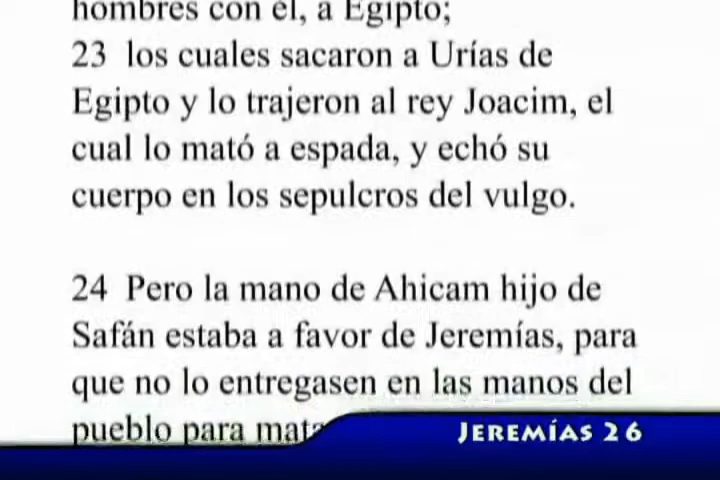 hombres con él, a Egipto;
23 los cuales sacaron a Urías de
Egipto y lo trajeron al rey Joacim, el
cual lo mató a espada, y echó su
cuerpo en los sepulcros del vulgo.
24 Pero la mano de Ahicam hijo de
Safán estaba a favor de Jeremías, para
que no lo entregasen en las manos del
pueblo para
JEREMÍAS 26